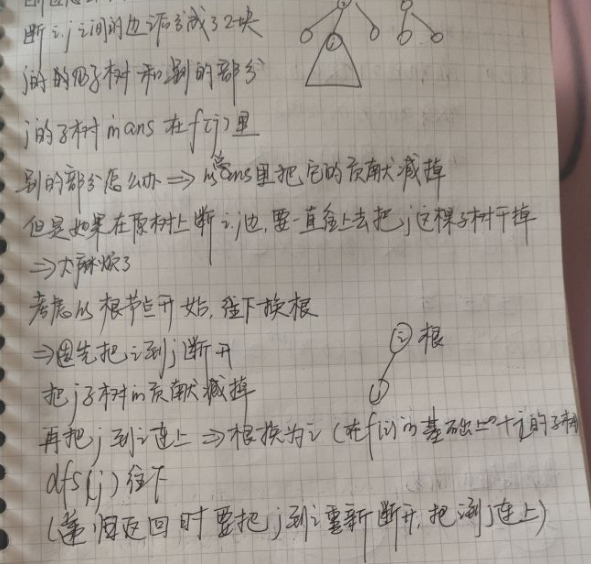 断i,j之间的边后分成了2块
j的子树和别的部分
j的子树的ans在f(j)里
别的部分怎么办⇒从ans里把它的贡献减掉
但是如果在原树上断i,j边,要一直往上去把j这棵子树干掉
⇒太麻烦了
考虑从根节点开始,往下换根
⇒首先把i到j断开
i 根
j
把j子树的贡献减掉
再把j到i连上⇒根换为j(在f(j)的基础上+i的子树
dfs(j)往下
(递归返回时要把j到i重新断开,把i到j连上)